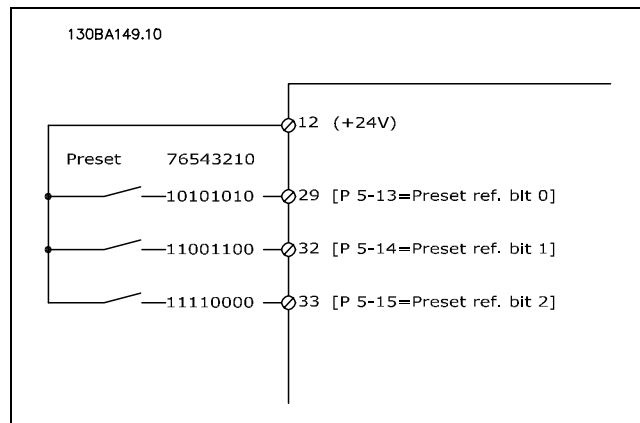 130BA149.10
12 (+24V)
Preset 76543210
10101010 29 [P 5-13=Preset ref. bit 0]
11001100 32 [P 5-14=Preset ref. bit 1]
11110000 33 [P 5-15=Preset ref. bit 2]